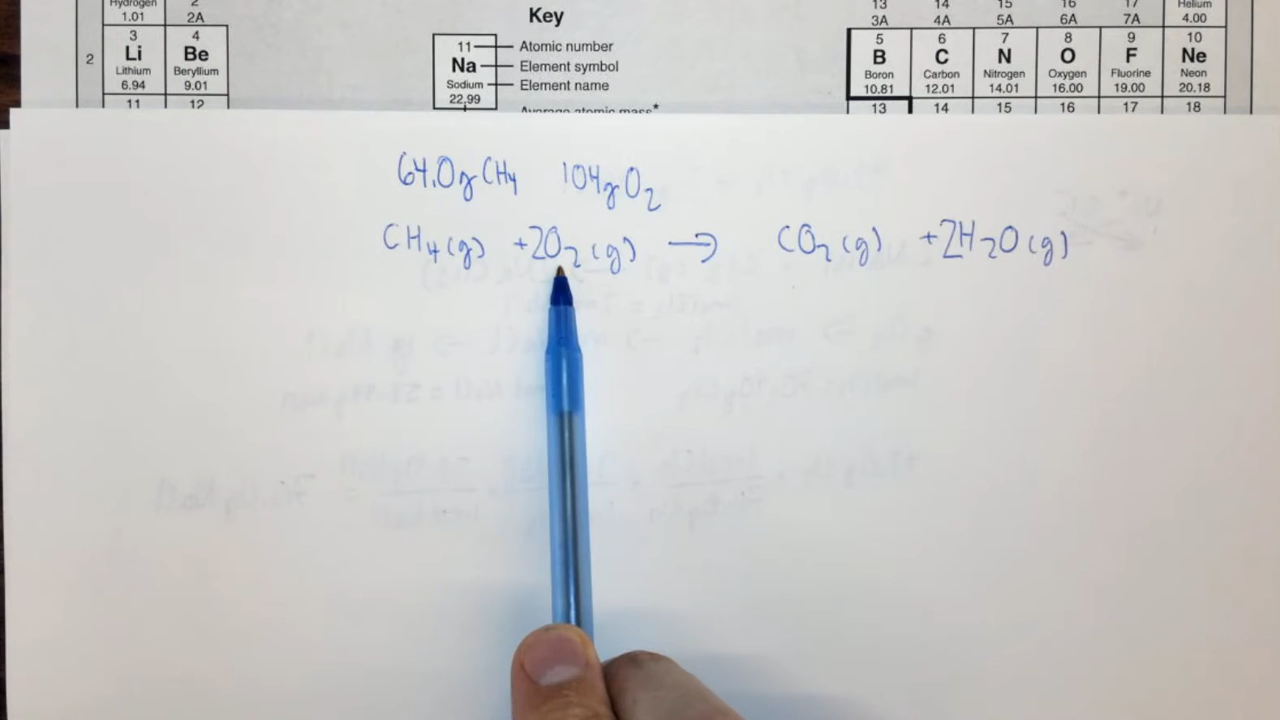 Hydrogen 2 13 14 15 16 17 Helium
1.01 2A Key 3A 4A 5A 6A 7A 4.00
3 4 11 Atomic number 5 6 7 8 9 10
2 Li Be Na Element symbol B C N O F Ne
Lithium Beryllium Sodium Element name Boron Carbon Nitrogen Oxygen Fluorine Neon
6.94 9.01 22.99 Average atomic mass* 10.81 12.01 14.01 16.00 19.00 20.18
11 12 13 14 15 16 17 18
64.0g CH4 104g O2
CH4(g) +2O2(g) → CO2(g) +2H2O(g)